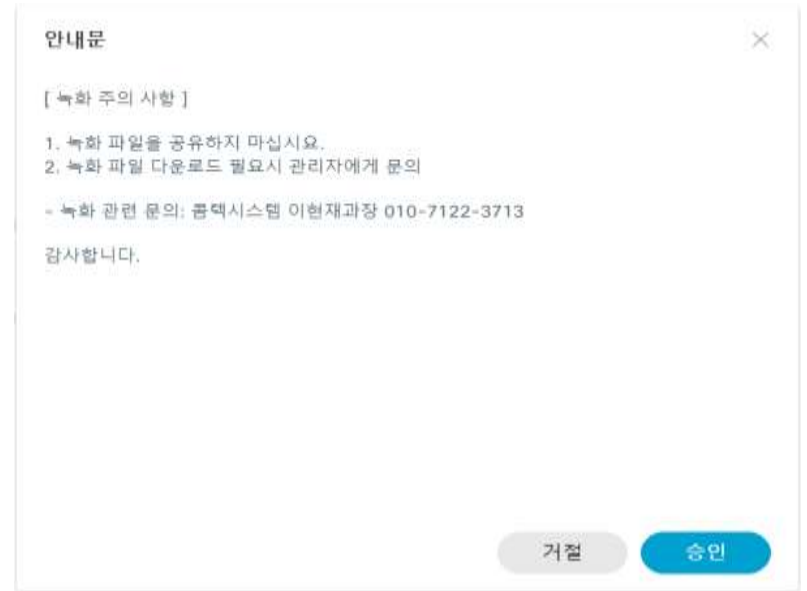 안내문
[ 녹화 주의 사항 ]
1. 녹화 파일을 공유하지 마십시요.
2. 녹화 파일 다운로드 필요시 관리자에게 문의
- 녹화 관련 문의: 콤텍시스템 이현재과장 010-7122-3713
감사합니다.
거절
승인